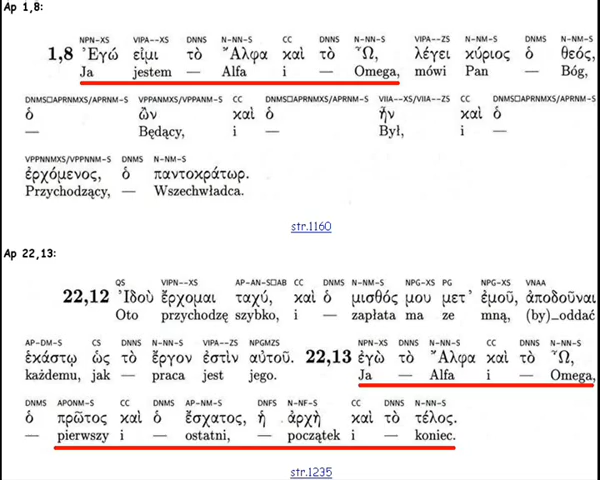 Ap 1,8:
NPN-XS VIPA--XS DNNS N-NN-S CC DNNS N-NN-S VIPA--ZS N-NM-S DNMS N-NM-S
1,8 Ἐγώ εἰμι τὸ Ἄλφα καὶ τὸ Ὦ, λέγει κύριος ὁ θεός,
Ja jestem — Alfa i — Omega, mówi Pan — Bóg,
DNMS□APRNMXS/APRNM-S VPPANMXS/VPPANM-S CC DNMS□APRNMXS/APRNM-S VIIA--XS/VIIA--ZS CC DNMS□APRNMXS/APRNM-S
ὁ ὢν καὶ ὁ ἦν καὶ ὁ
— Będący, i — Był, i —
VPPNNMXS/VPPNNM-S DNMS N-NM-S
ἐρχόμενος, ὁ παντοκράτωρ.
Przychodzący, — Wszechwładca.
str.1160
Ap 22,13:
QS VIPN--XS AP-AN-S□AB CC DNMS N-NM-S NPG-XS PG NPG-XS VNAA
22,12 Ἰδοὺ ἔρχομαι ταχύ, καὶ ὁ μισθός μου μετ' ἐμοῦ, ἀποδοῦναι
Oto przychodzę szybko, i — zapłata ma ze mną, (by)_oddać
AP-DM-S CS DNNS N-NN-S VIPA--ZS NPGMZS NPN-XS DNNS N-NN-S CC DNNS N-NN-S
ἑκάστῳ ὡς τὸ ἔργον ἐστὶν αὐτοῦ. 22,13 ἐγὼ τὸ Ἄλφα καὶ τὸ Ὦ,
każdemu, jak — praca jest jego. Ja — Alfa i — Omega,
DNMS APONM-S CC DNMS AP-NM-S DNFS N-NF-S CC DNNS N-NN-S
ὁ πρῶτος καὶ ὁ ἔσχατος, ἡ ἀρχὴ καὶ τὸ τέλος.
— pierwszy i — ostatni, — początek i — koniec.
str.1235